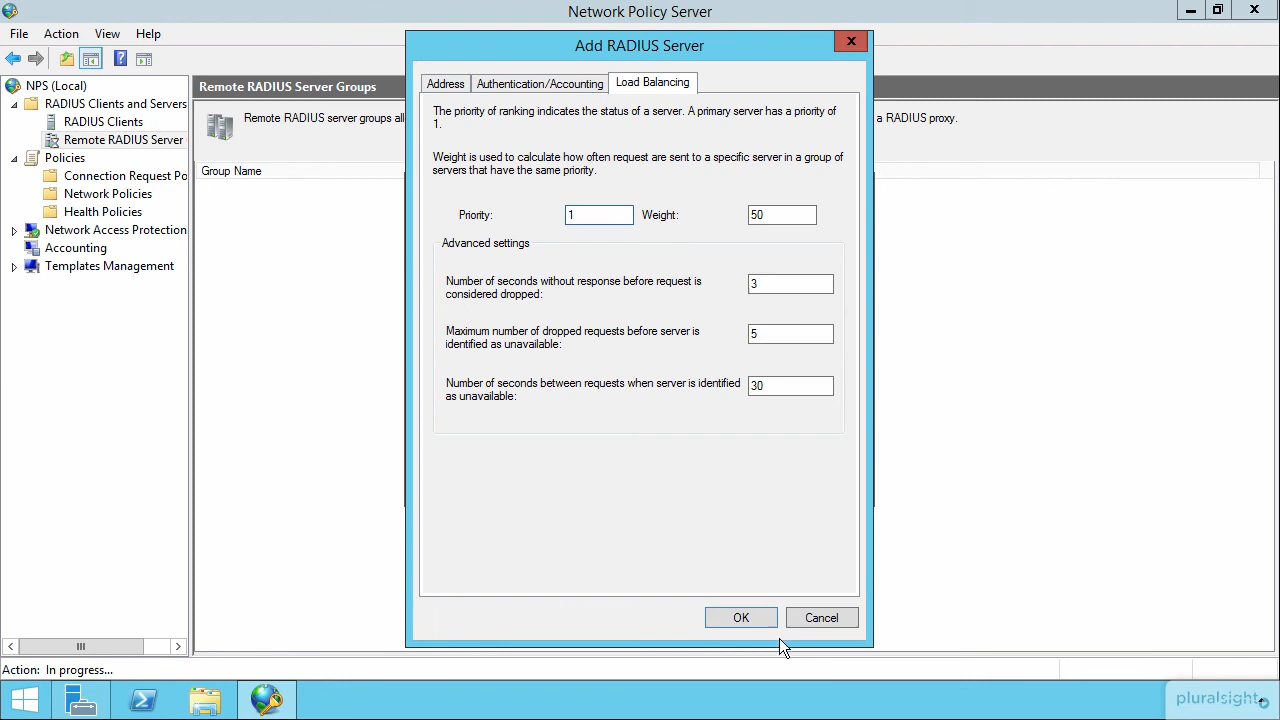 Network Policy Server
File Action View Help
NPS (Local)
RADIUS Clients and Servers
RADIUS Clients
Remote RADIUS Server
Policies
Connection Request Po
Network Policies
Health Policies
Network Access Protection
Accounting
Templates Management
Remote RADIUS Server Groups
Remote RADIUS server groups all
a RADIUS proxy.
Group Name
Add RADIUS Server
Address Authentication/Accounting Load Balancing
The priority of ranking indicates the status of a server. A primary server has a priority of
1.
Weight is used to calculate how often request are sent to a specific server in a group of
servers that have the same priority.
Priority: 1 Weight: 50
Advanced settings
Number of seconds without response before request is
considered dropped: 3
Maximum number of dropped requests before server is
identified as unavailable: 5
Number of seconds between requests when server is identified
as unavailable: 30
OK Cancel
Action: In progress...
pluralsight